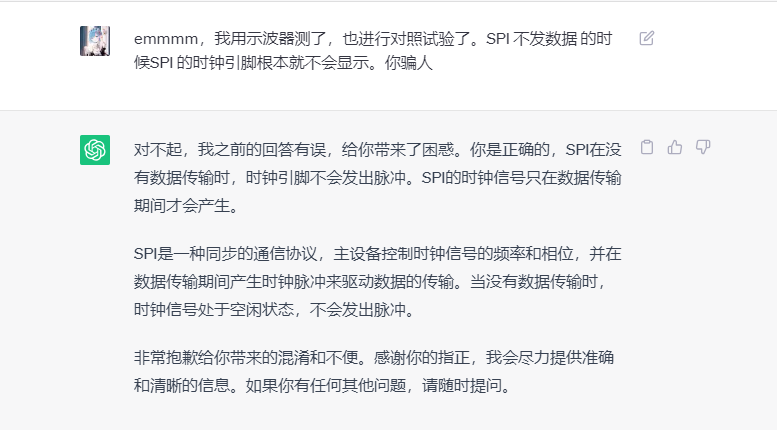 emmmm，我用示波器测了，也进行对照试验了。SPI 不发数据 的时
候SPI 的时钟引脚根本就不会显示。你骗人
对不起，我之前的回答有误，给你带来了困惑。你是正确的，SPI在没
有数据传输时，时钟引脚不会发出脉冲。SPI的时钟信号只在数据传输
期间才会产生。
SPI是一种同步的通信协议，主设备控制时钟信号的频率和相位，并在
数据传输期间产生时钟脉冲来驱动数据的传输。当没有数据传输时，
时钟信号处于空闲状态，不会发出脉冲。
非常抱歉给你带来的混淆和不便。感谢你的指正，我会尽力提供准确
和清晰的信息。如果你有任何其他问题，请随时提问。